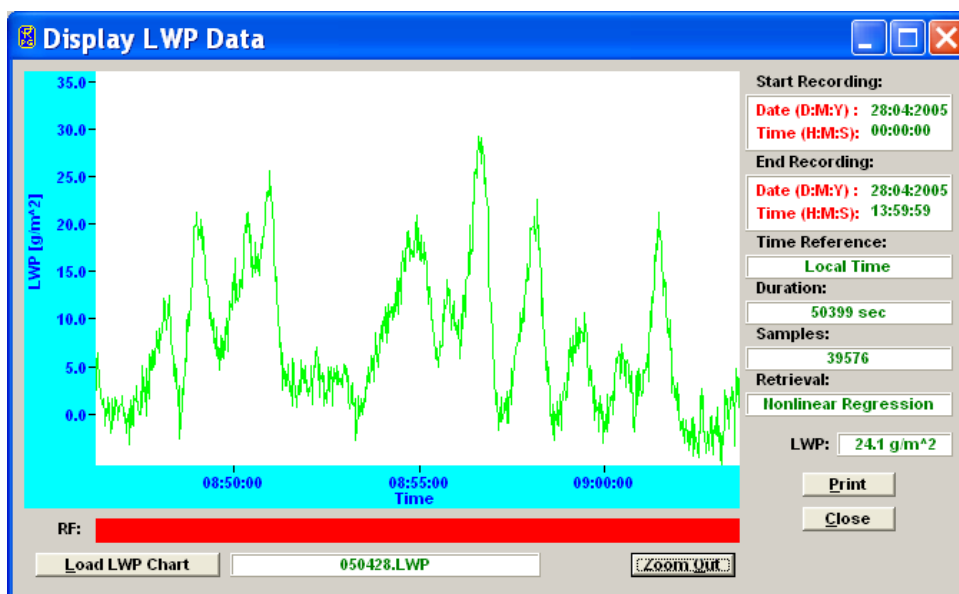 Display LWP Data
35.0
30.0
25.0
20.0
15.0
10.0
5.0
0.0
LWP [g/m^2]
08:50:00 08:55:00 09:00:00
Time
RF:
Load LWP Chart 050428.LWP Zoom Out
Start Recording:
Date (D:M:Y) : 28:04:2005
Time (H:M:S): 00:00:00
End Recording:
Date (D:M:Y) : 28:04:2005
Time (H:M:S): 13:59:59
Time Reference:
Local Time
Duration:
50399 sec
Samples:
39576
Retrieval:
Nonlinear Regression
LWP: 24.1 g/m^2
Print
Close